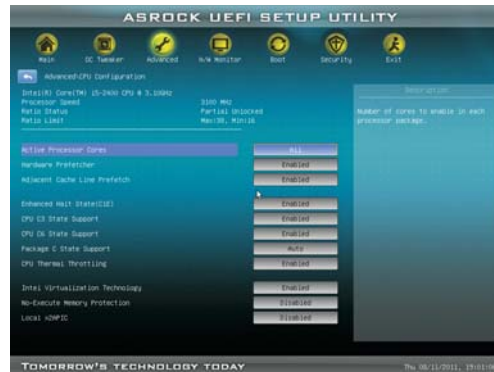 ASROCK UEFI SETUP UTILITY
Main OC Tweaker Advanced H/W Monitor Boot Security Exit
Advanced\CPU Configuration
Description
Intel(R) Core(TM) i5-2400 CPU @ 3.10GHz
Processor Speed 3100 MHz
Ratio Status Partial Unlocked
Ratio Limit Max:38, Min:16
Number of cores to enable in each
processor package.
Active Processor Cores All
Hardware Prefetcher Enabled
Adjacent Cache Line Prefetch Enabled
Enhanced Halt State(C1E) Enabled
CPU C3 State Support Enabled
CPU C6 State Support Enabled
Package C State Support Auto
CPU Thermal Throttling Enabled
Intel Virtualization Technology Enabled
No-Execute Memory Protection Disabled
Local x2APIC Disabled
TOMORROW'S TECHNOLOGY TODAY
Thu 08/11/2011,